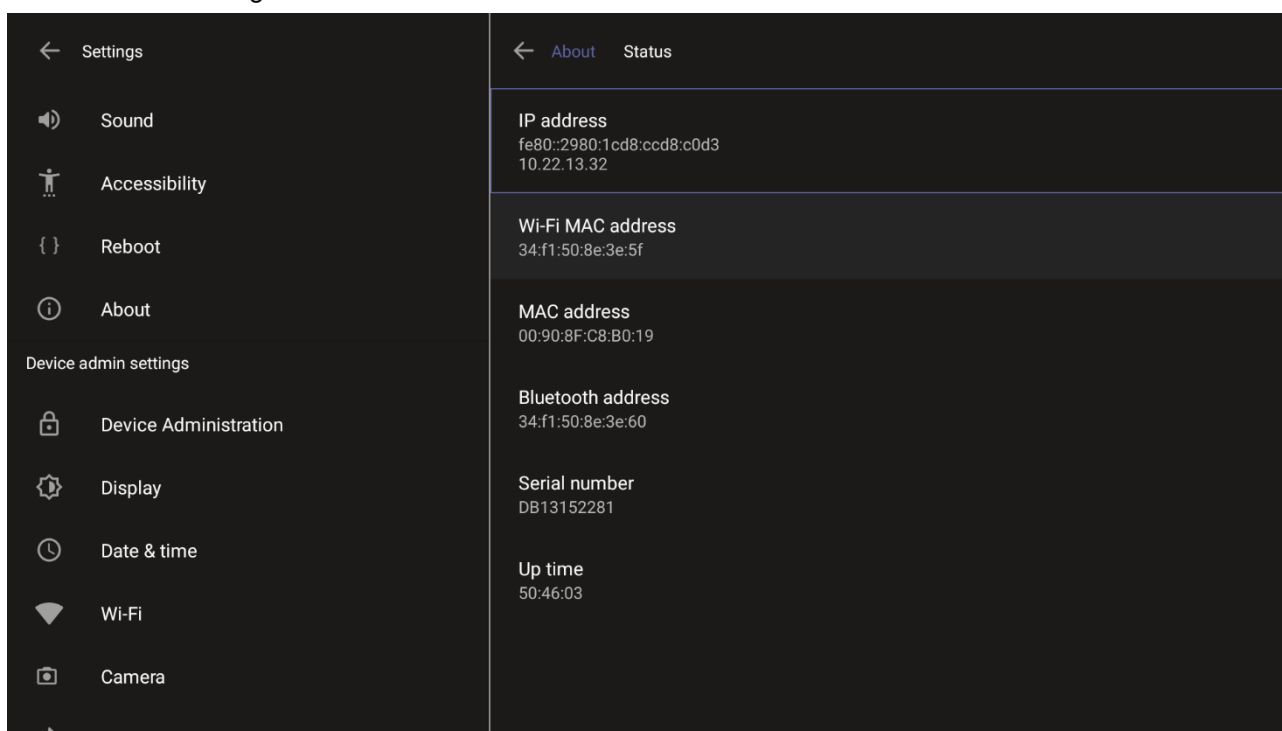 Settings
Sound
Accessibility
{ } Reboot
About
Device admin settings
Device Administration
Display
Date & time
Wi-Fi
Camera
About Status
IP address
fe80::2980:1cd8:ccd8:c0d3
10.22.13.32
Wi-Fi MAC address
34:f1:50:8e:3e:5f
MAC address
00:90:8F:C8:B0:19
Bluetooth address
34:f1:50:8e:3e:60
Serial number
DB13152281
Up time
50:46:03